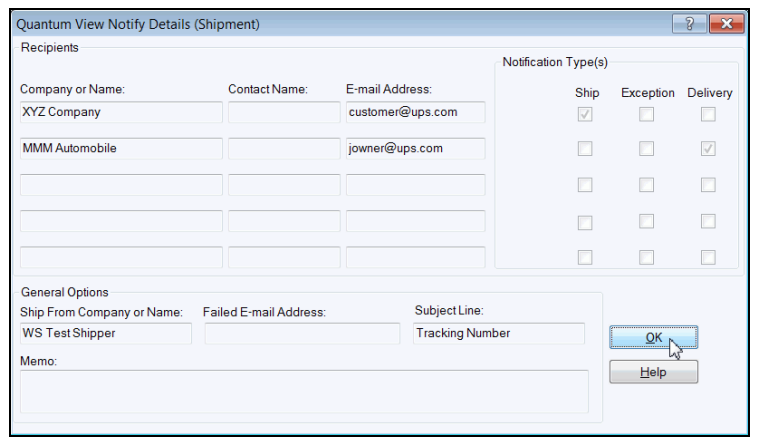 Quantum View Notify Details (Shipment)
?
Recipients
Notification Type(s)
Company or Name: Contact Name: E-mail Address: Ship Exception Delivery
XYZ Company customer@ups.com
MMM Automobile jowner@ups.com
General Options
Ship From Company or Name: Failed E-mail Address: Subject Line:
WS Test Shipper Tracking Number
OK
Memo:
Help